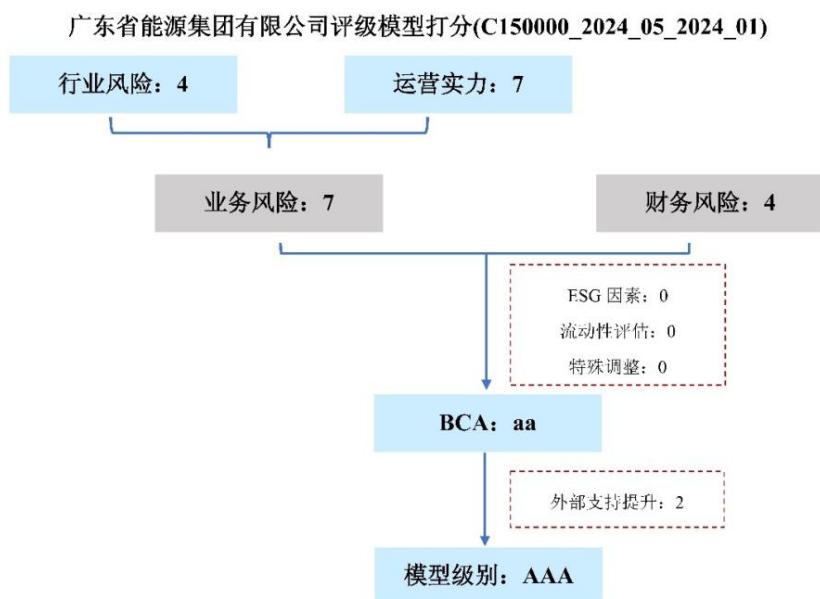 广东省能源集团有限公司评级模型打分(C150000_2024_05_2024_01)
行业风险：4
运营实力：7
业务风险：7
财务风险：4
ESG 因素：0
流动性评估：0
特殊调整：0
BCA：aa
外部支持提升：2
模型级别：AAA